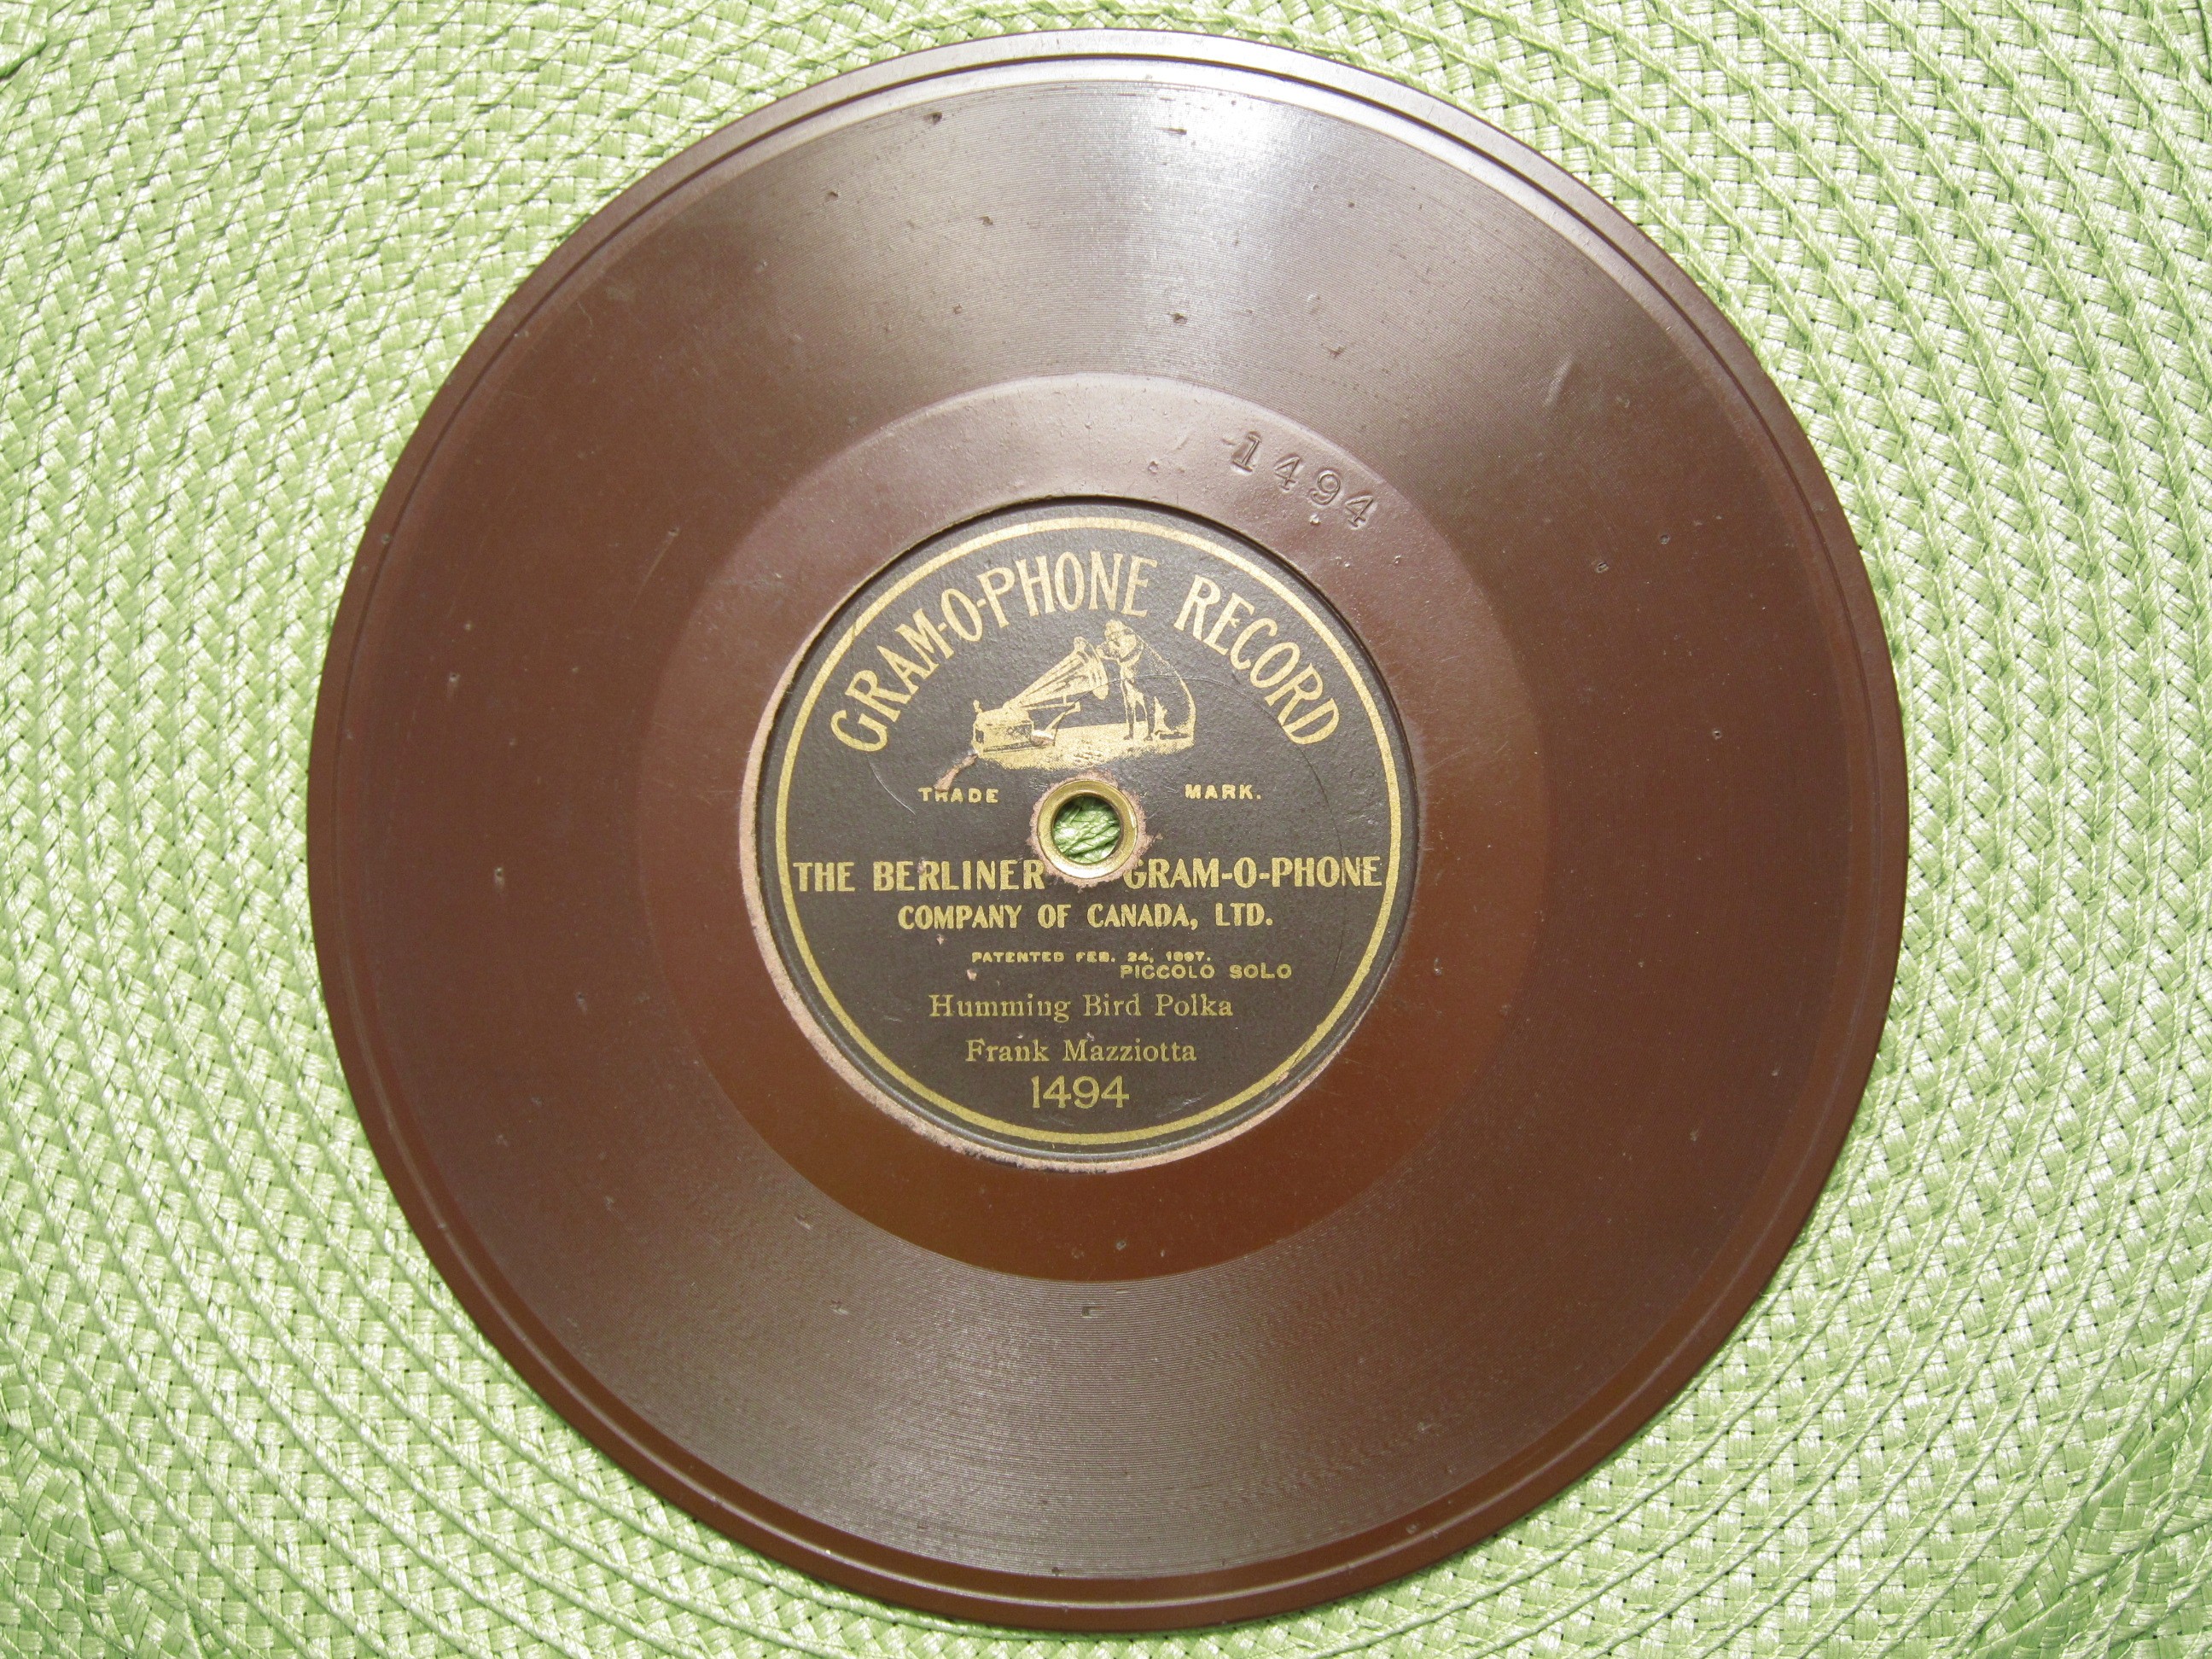 1494
GRAM-O-PHONE RECORD
TRADE MARK.
THE BERLINER GRAM-O-PHONE
COMPANY OF CANADA, LTD.
PATENTED FEB. 24, 1897.
PICCOLO SOLO
Humming Bird Polka
Frank Mazziotta
1494